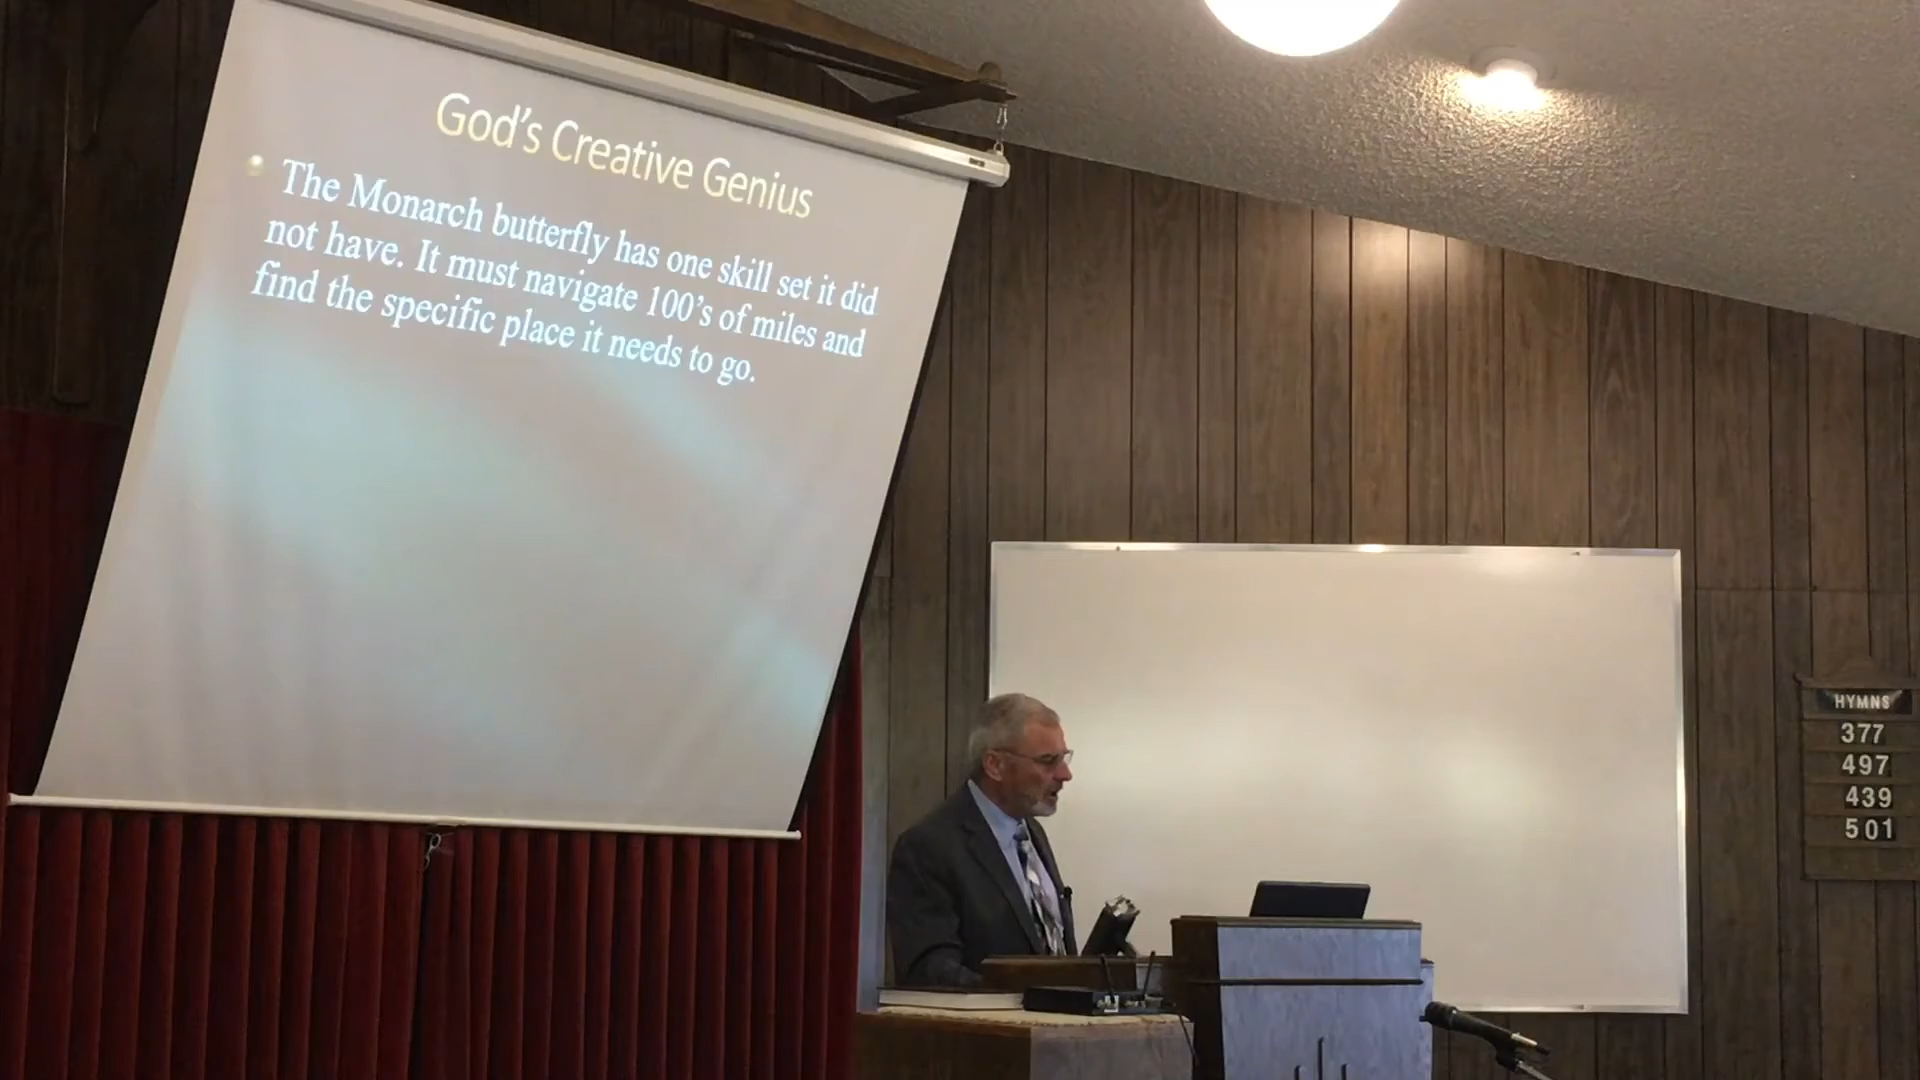 God's Creative Genius
The Monarch butterfly has one skill set it did
not have. It must navigate 100's of miles and
find the specific place it needs to go.
HYMNS
377
497
439
501